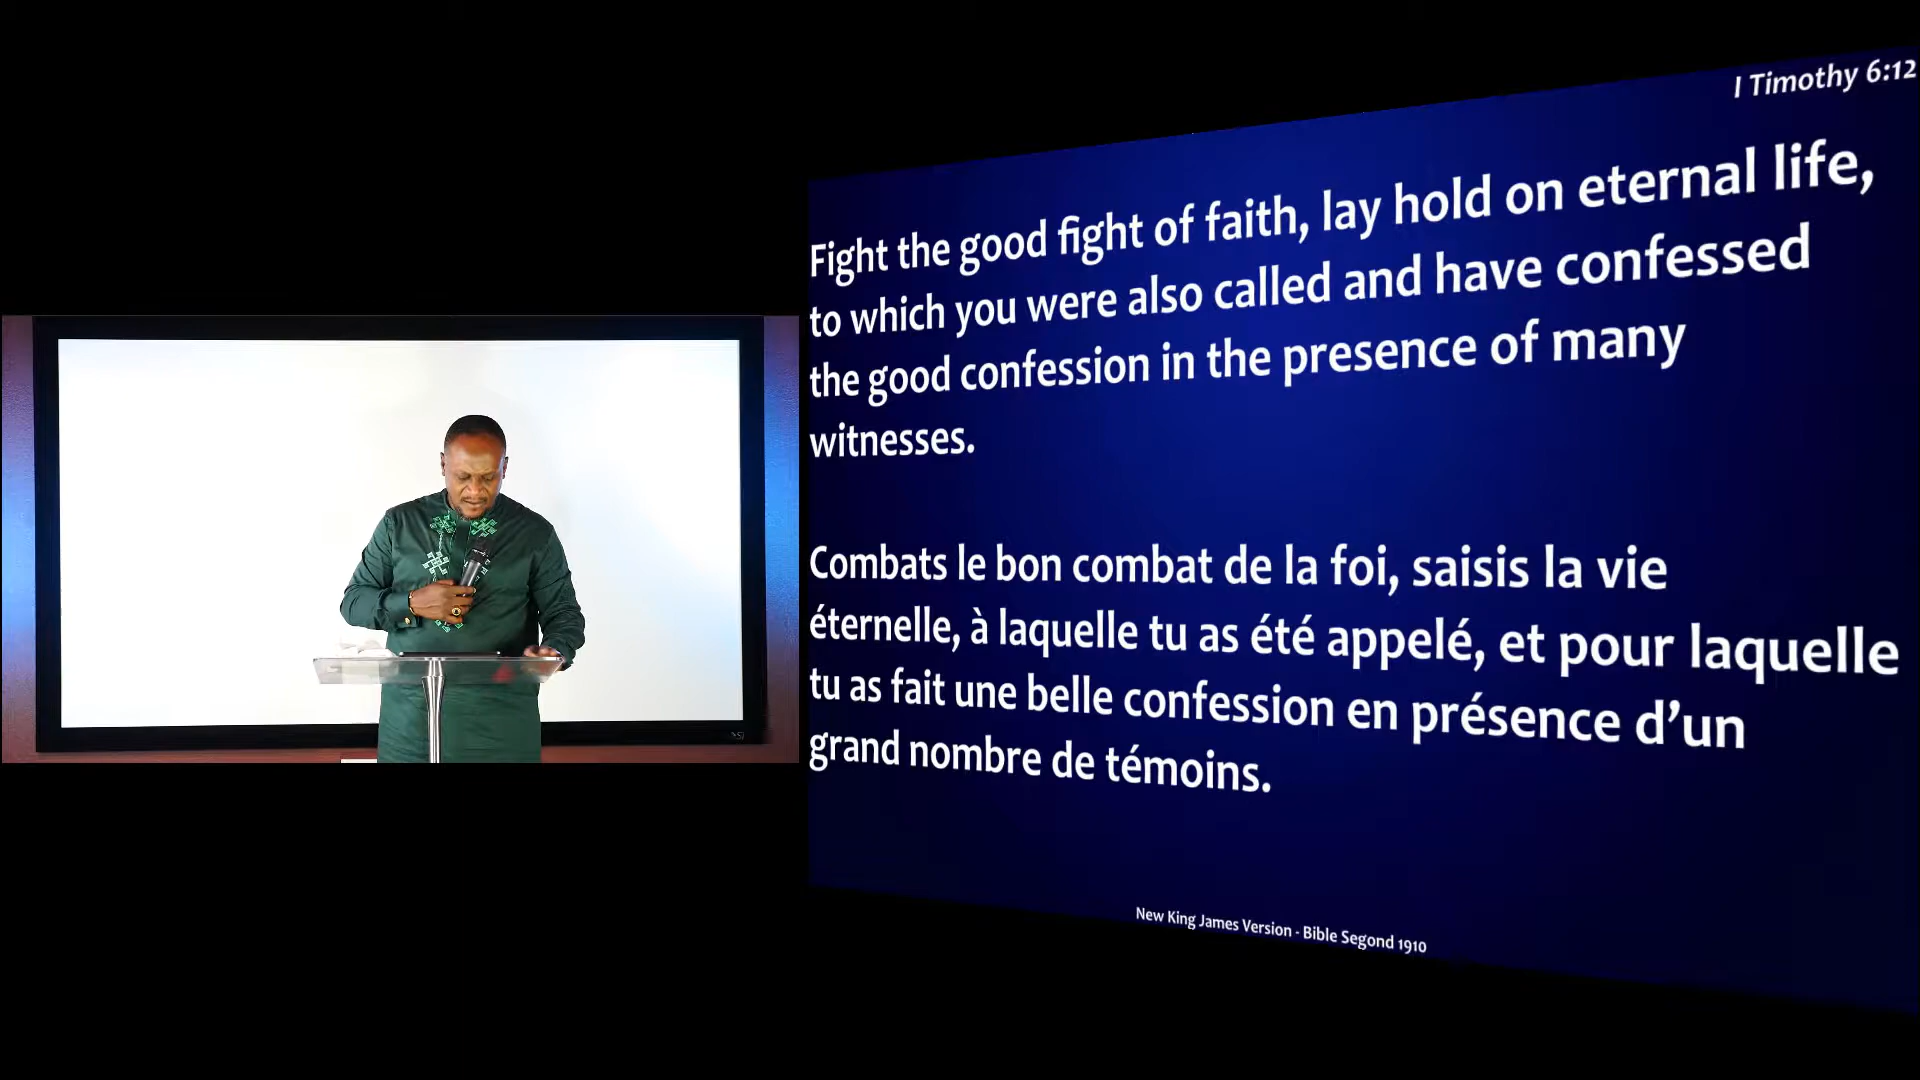 I Timothy 6:12
Fight the good fight of faith, lay hold on eternal life,
to which you were also called and have confessed
the good confession in the presence of many
witnesses.
Combats le bon combat de la foi, saisis la vie
éternelle, à laquelle tu as été appelé, et pour laquelle
tu as fait une belle confession en présence d’un
grand nombre de témoins.
New King James Version - Bible Segond 1910